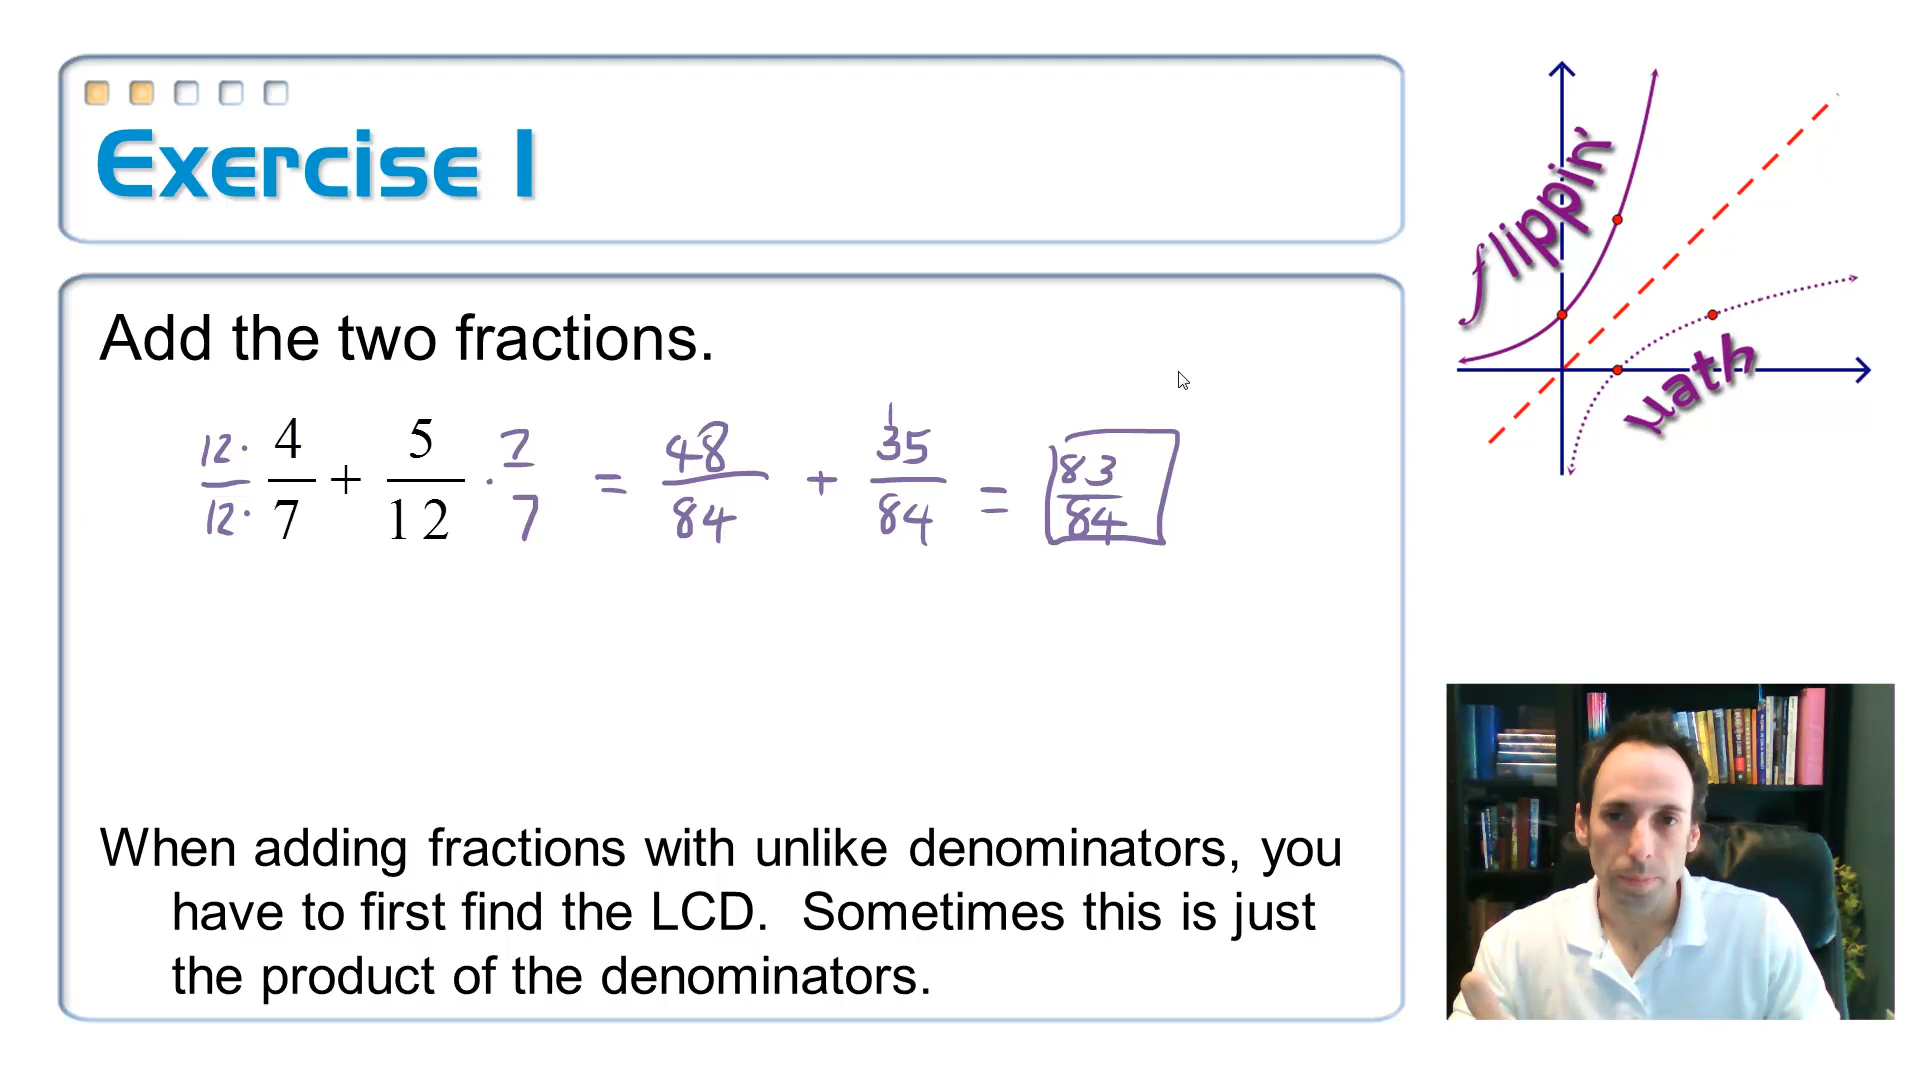 Exercise 1
flippin'
math
Add the two fractions.
12· 4 + 5 · 7 = 48 + 1 35 = 83
12· 7 12 7 84 84 84
When adding fractions with unlike denominators, you
have to first find the LCD. Sometimes this is just
the product of the denominators.